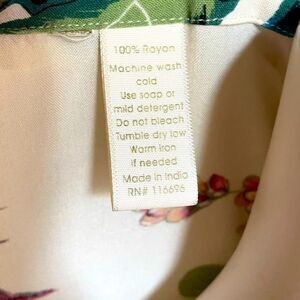 100% Rayon
Machine wash
cold
Use soap or
mild detergent
Do not bleach
Tumble dry low
Warm iron
if needed
Made in India
RN# 116696